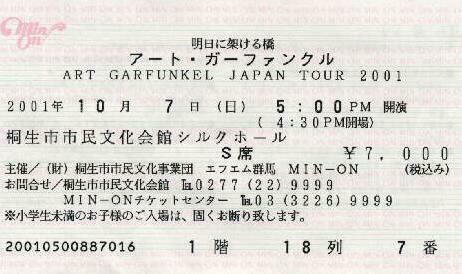 Min On
明日に架ける橋
アート・ガーファンクル
ART GARFUNKEL JAPAN TOUR 2001
2001年 10月 7日 (日) 5:00PM 開演
( 4:30PM開場)
桐生市市民文化会館シルクホール
S席 ¥7,000
主催/(財)桐生市市民文化事業団 エフエム群馬 MIN-ON (税込み)
お問合せ/桐生市市民文化会館 ℡0277(22)9999
MIN-ONチケットセンター ℡03(3226)9999
※小学生未満のお子様のご入場は、固くお断り致します。
20010500887016 1階 18列 7番